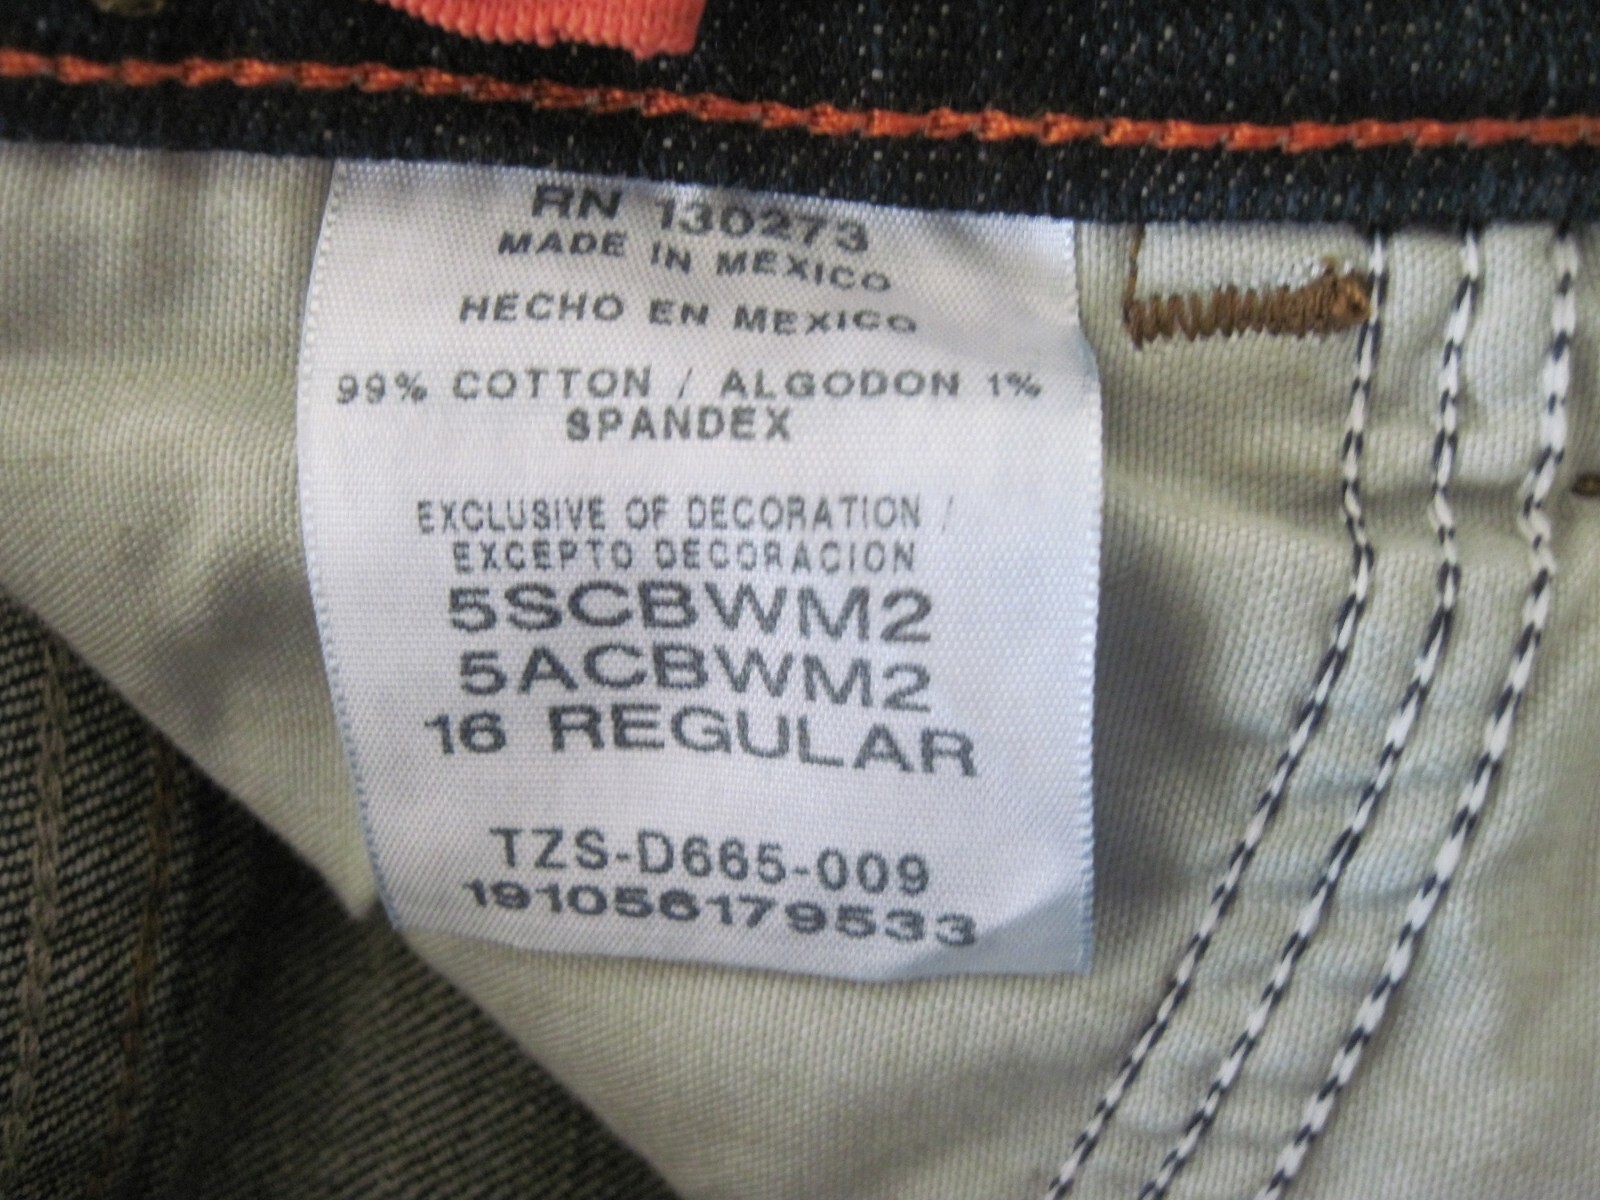 RN 130273
MADE IN MEXICO
HECHO EN MEXICO
99% COTTON / ALGODON 1%
SPANDEX
EXCLUSIVE OF DECORATION /
EXCEPTO DECORACION
5SCBWM2
5ACBWM2
16 REGULAR
TZS-D665-009
191056179533